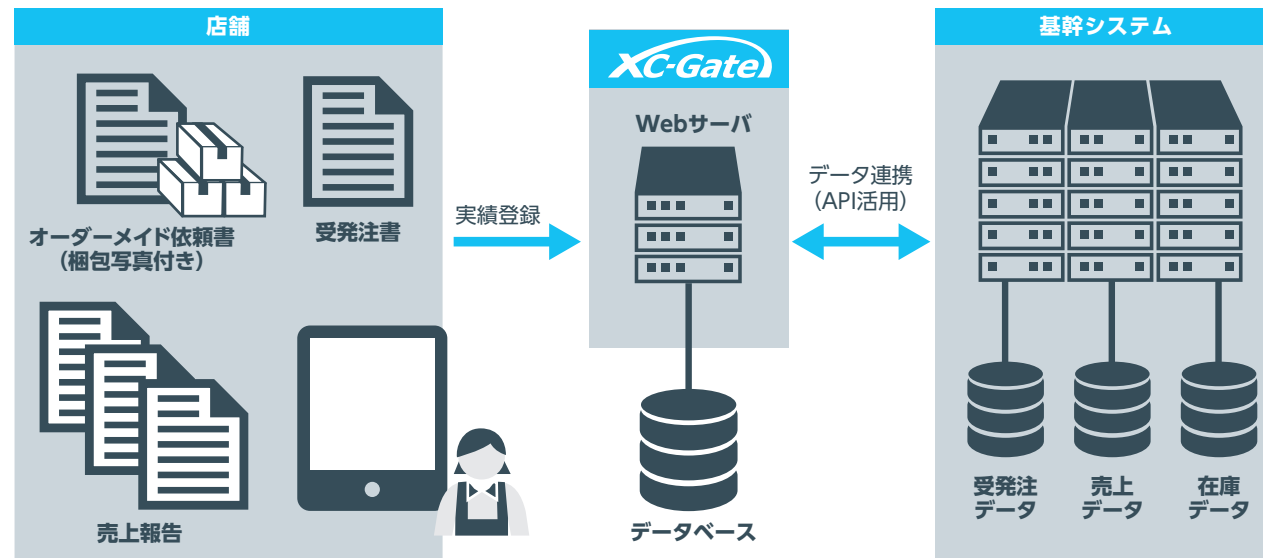 店舗
オーダーメイド依頼書
（梱包写真付き）
受発注書
売上報告
実績登録
XC-Gate
Webサーバ
データベース
データ連携
（API活用）
基幹システム
受発注
データ
売上
データ
在庫
データ